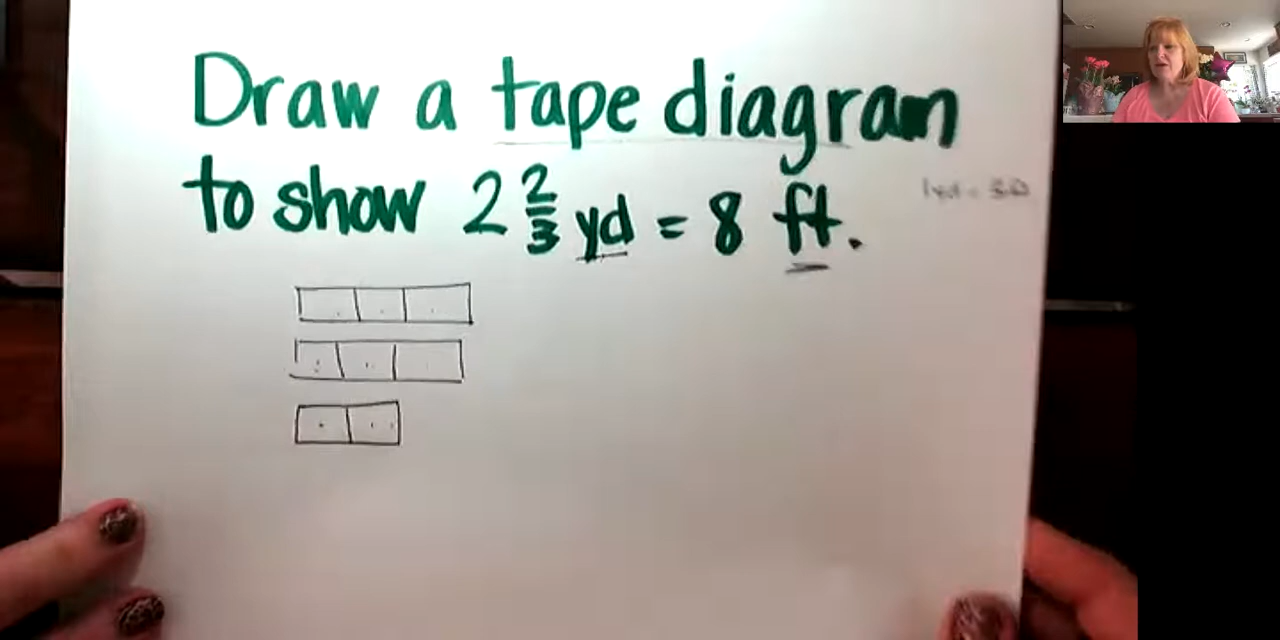 Draw a tape diagram
to show 2 2/3 yd = 8 ft.